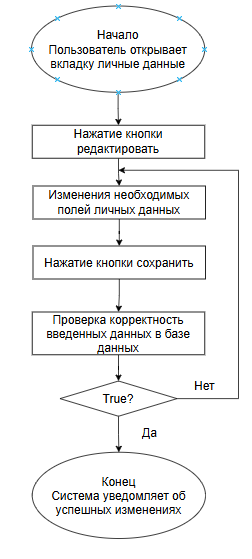 Начало
Пользователь открывает
вкладку личные данные
Нажатие кнопки
редактировать
Изменения необходимых
полей личных данных
Нажатие кнопки сохранить
Проверка корректность
введенных данных в базе
данных
True?
Нет
Да
Конец
Система уведомляет об
успешных изменениях